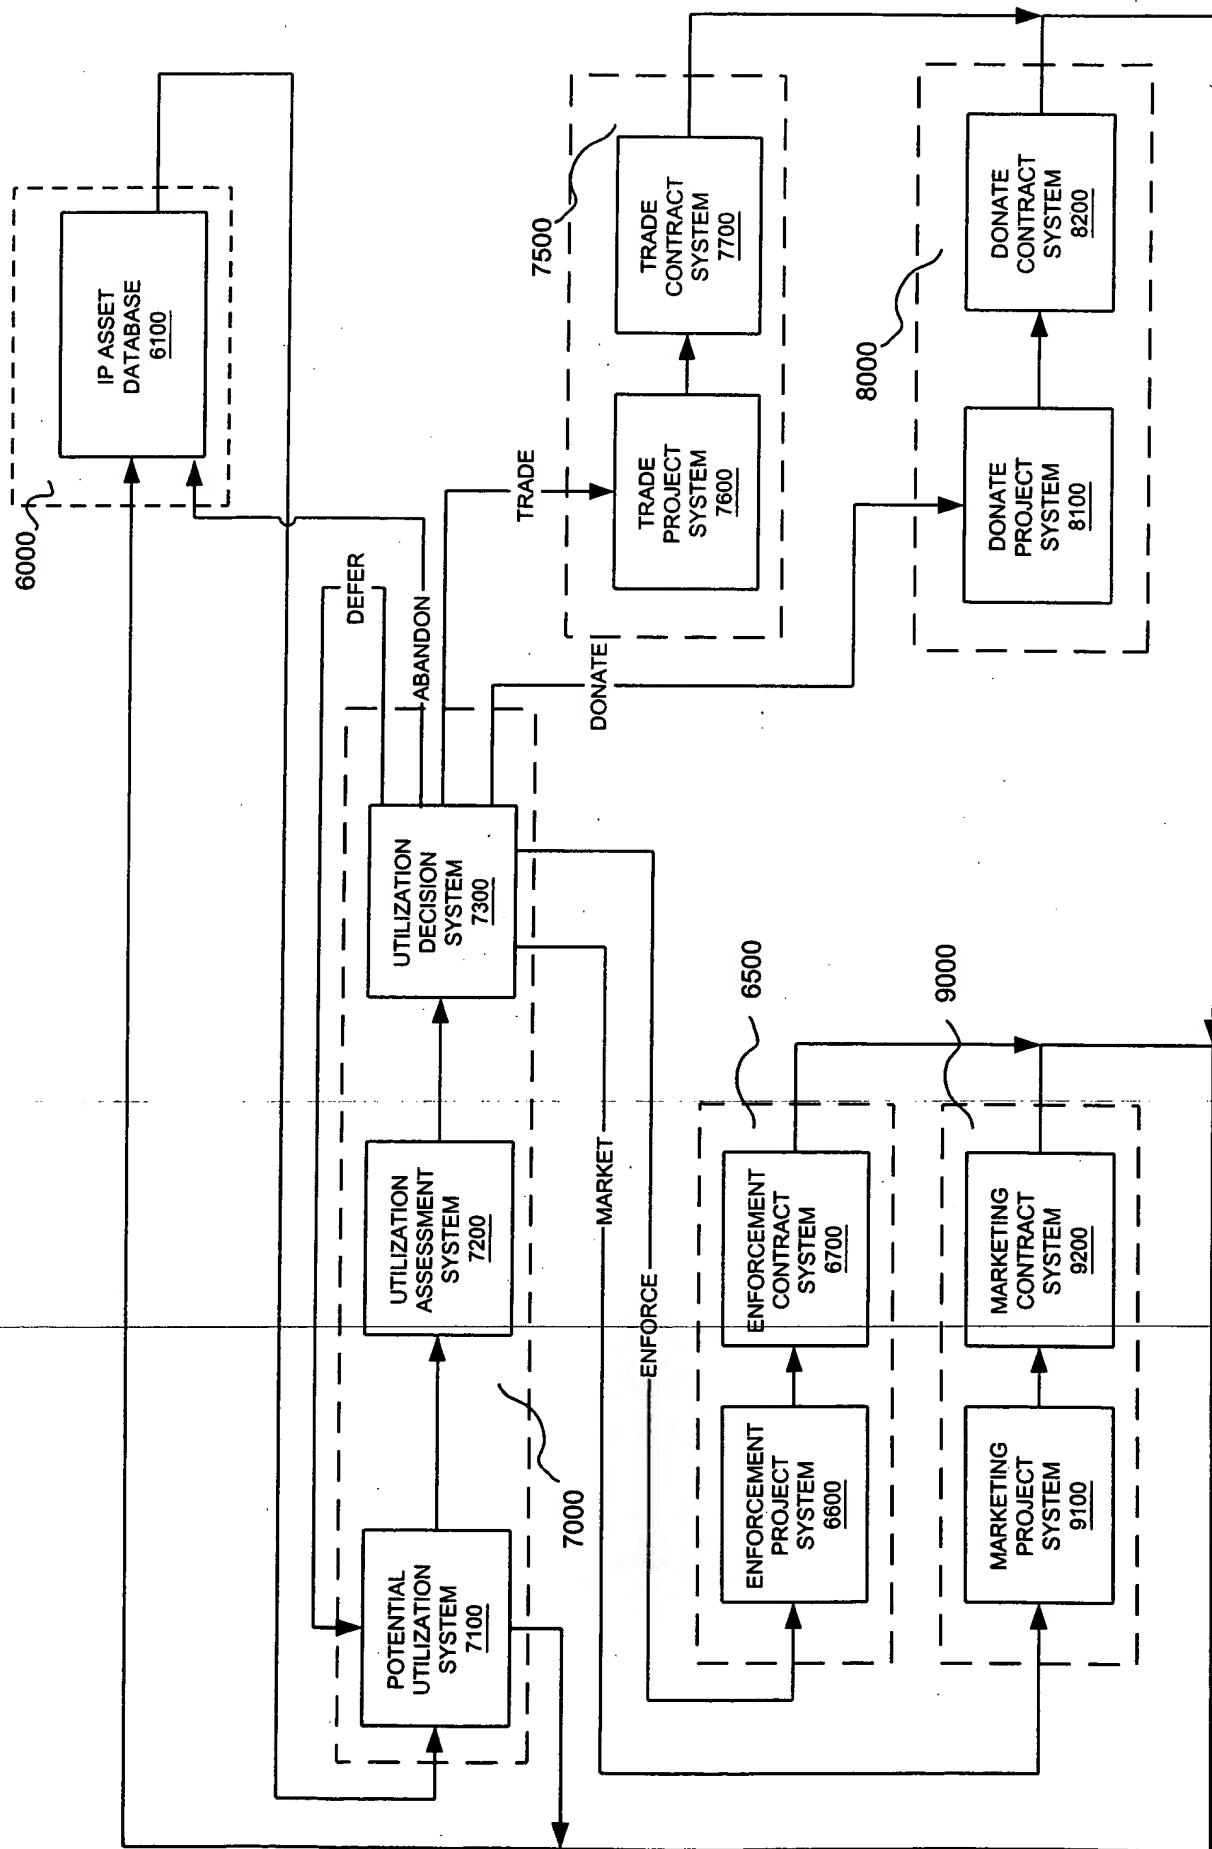 6000
IP ASSET
DATABASE
6100
DEFER
ABANDON
TRADE
DONATE
POTENTIAL
UTILIZATION
SYSTEM
7100
UTILIZATION
ASSESSMENT
SYSTEM
7200
UTILIZATION
DECISION
SYSTEM
7300
7000
MARKET
ENFORCE
7500
TRADE
PROJECT
SYSTEM
7600
TRADE
CONTRACT
SYSTEM
7700
8000
DONATE
PROJECT
SYSTEM
8100
DONATE
CONTRACT
SYSTEM
8200
6500
ENFORCEMENT
PROJECT
SYSTEM
6600
ENFORCEMENT
CONTRACT
SYSTEM
6700
9000
MARKETING
PROJECT
SYSTEM
9100
MARKETING
CONTRACT
SYSTEM
9200